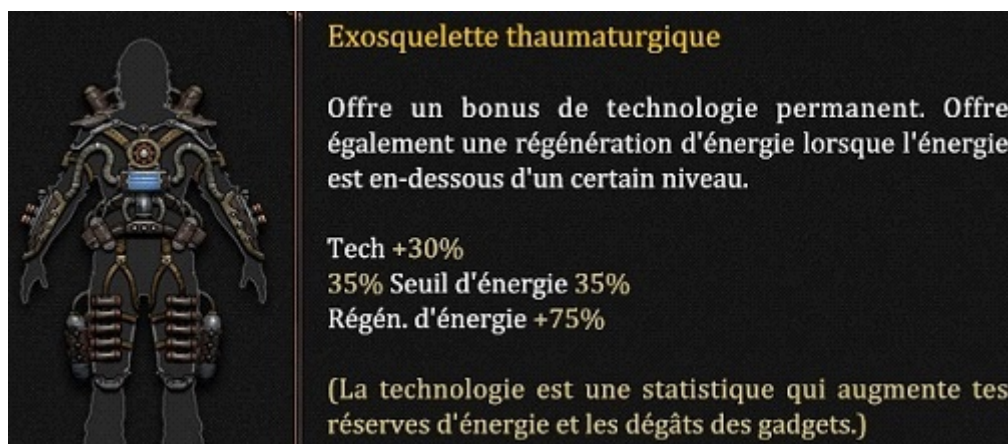 Exosquelette thaumaturgique
Offre un bonus de technologie permanent. Offre
également une régénération d'énergie lorsque l'énergie
est en-dessous d'un certain niveau.
Tech +30%
35% Seuil d'énergie 35%
Régén. d'énergie +75%
(La technologie est une statistique qui augmente tes
réserves d'énergie et les dégâts des gadgets.)